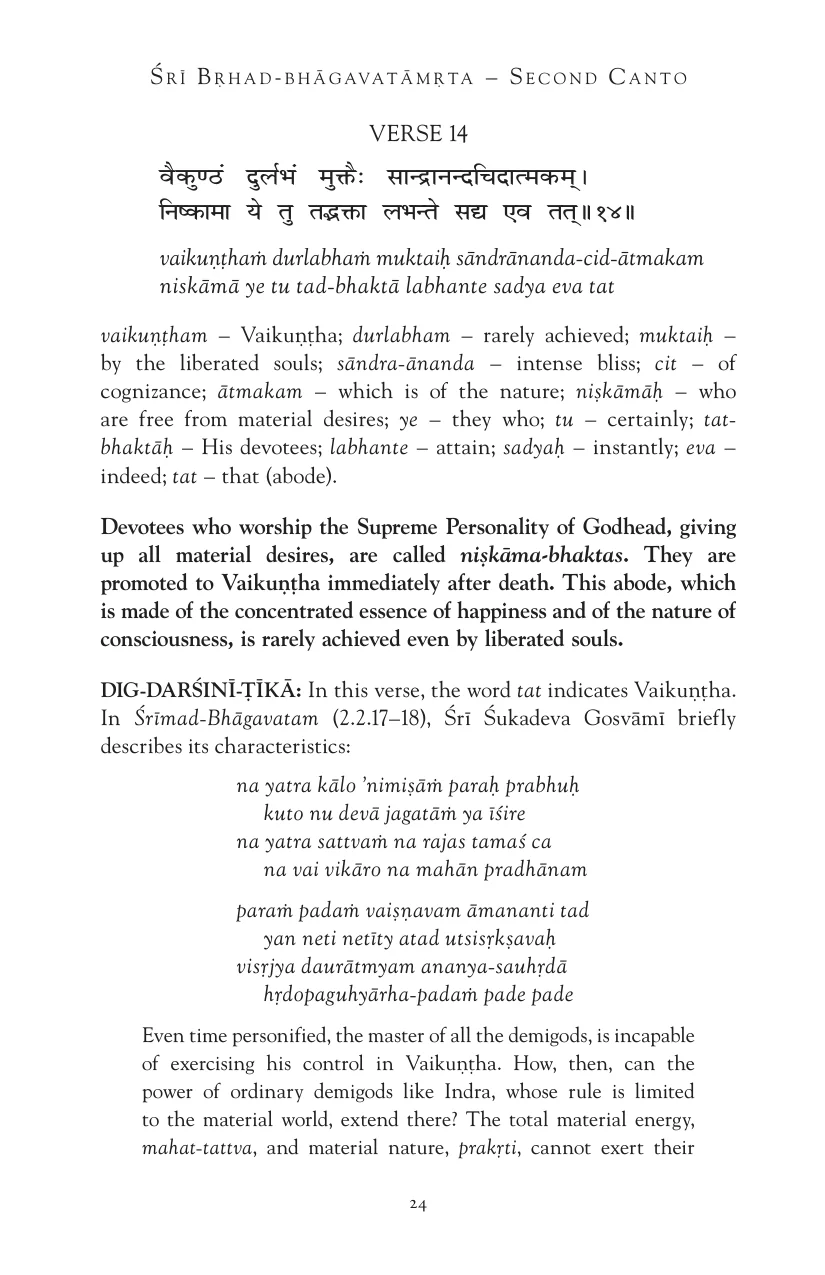 Śrī Bṛhad-bhāgavatāmṛta – Second Canto
VERSE 14
वैकुण्ठं दुर्लभं मुक्तैः सान्द्रानन्दचिदात्मकम्।
निष्कामा ये तु तद्भक्ता लभन्ते सद्य एव तत्॥१४॥
vaikuṇṭhaṁ durlabhaṁ muktaiḥ sāndrānanda-cid-ātmakam
niskāmā ye tu tad-bhaktā labhante sadya eva tat
vaikuṇṭham – Vaikuṇṭha; durlabham – rarely achieved; muktaiḥ –
by the liberated souls; sāndra-ānanda – intense bliss; cit – of
cognizance; ātmakam – which is of the nature; niṣkāmāḥ – who
are free from material desires; ye – they who; tu – certainly; tat-
bhaktāḥ – His devotees; labhante – attain; sadyaḥ – instantly; eva –
indeed; tat – that (abode).
Devotees who worship the Supreme Personality of Godhead, giving
up all material desires, are called niṣkāma-bhaktas. They are
promoted to Vaikuṇṭha immediately after death. This abode, which
is made of the concentrated essence of happiness and of the nature of
consciousness, is rarely achieved even by liberated souls.
DIG-DARŚINĪ-ṬĪKĀ: In this verse, the word tat indicates Vaikuṇṭha.
In Śrīmad-Bhāgavatam (2.2.17–18), Śrī Śukadeva Gosvāmī briefly
describes its characteristics:
na yatra kālo ’nimiṣāṁ paraḥ prabhuḥ
kuto nu devā jagatāṁ ya īśire
na yatra sattvaṁ na rajas tamaś ca
na vai vikāro na mahān pradhānam
paraṁ padaṁ vaiṣṇavam āmananti tad
yan neti netīty atad utsisṛkṣavaḥ
visṛjya daurātmyam ananya-sauhṛdā
hṛdopaguhyārha-padaṁ pade pade
Even time personified, the master of all the demigods, is incapable
of exercising his control in Vaikuṇṭha. How, then, can the
power of ordinary demigods like Indra, whose rule is limited
to the material world, extend there? The total material energy,
mahat-tattva, and material nature, prakṛti, cannot exert their
24